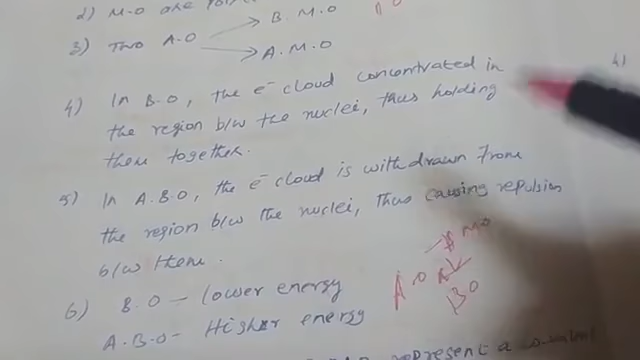 2) M.O are
3) Two A.O → B.M.O
→ A.M.O
4) In B.O, the e⁻ cloud concentrated in
the region b/w the nuclei, thus holding
them together.
5) In A.B.O, the e⁻ cloud is withdrawn from
the region b/w the nuclei, thus causing repulsion
b/w them.
6) B.O - Lower energy
A.B.O - Higher energy
M.O
A.O
B.O
represent a
4)